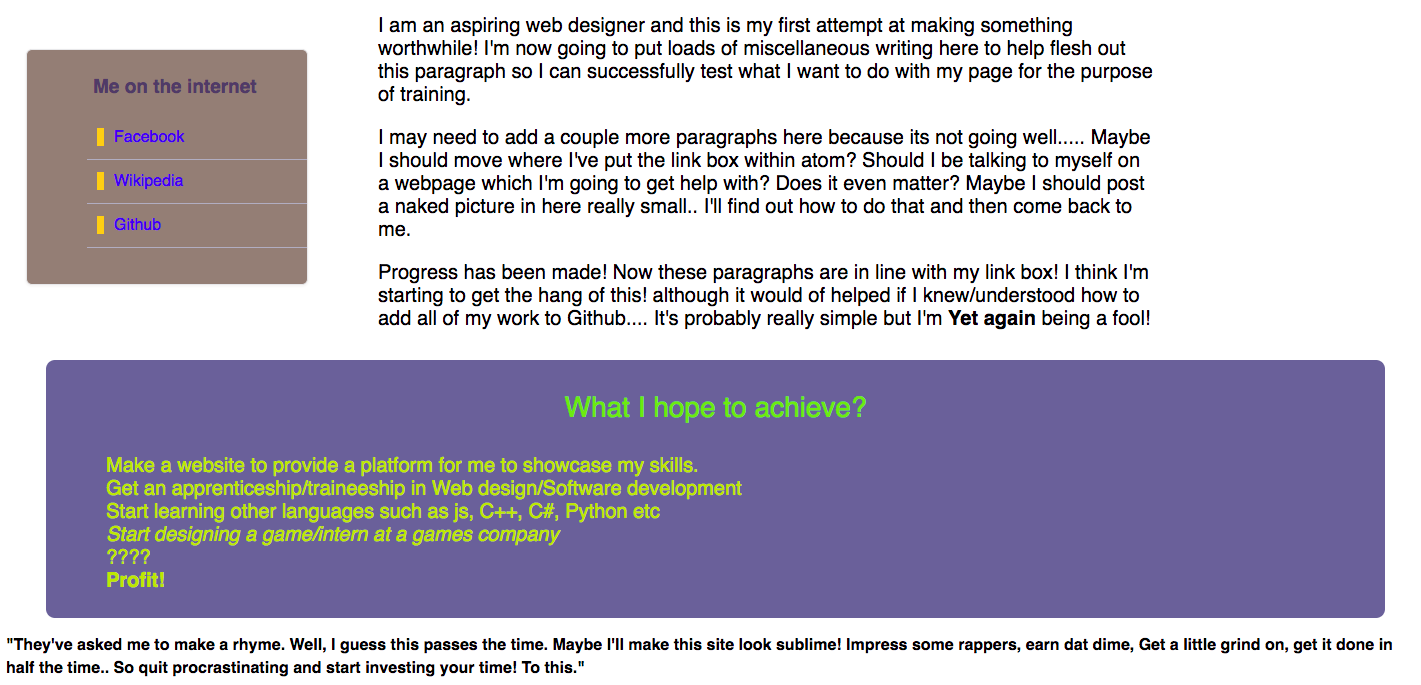 Me on the internet
Facebook
Wikipedia
Github
I am an aspiring web designer and this is my first attempt at making something
worthwhile! I'm now going to put loads of miscellaneous writing here to help flesh out
this paragraph so I can successfully test what I want to do with my page for the purpose
of training.
I may need to add a couple more paragraphs here because its not going well..... Maybe
I should move where I've put the link box within atom? Should I be talking to myself on
a webpage which I'm going to get help with? Does it even matter? Maybe I should post
a naked picture in here really small.. I'll find out how to do that and then come back to
me.
Progress has been made! Now these paragraphs are in line with my link box! I think I'm
starting to get the hang of this! although it would of helped if I knew/understood how to
add all of my work to Github.... It's probably really simple but I'm Yet again being a fool!
What I hope to achieve?
Make a website to provide a platform for me to showcase my skills.
Get an apprenticeship/traineeship in Web design/Software development
Start learning other languages such as js, C++, C#, Python etc
Start designing a game/intern at a games company
????
Profit!
"They've asked me to make a rhyme. Well, I guess this passes the time. Maybe I'll make this site look sublime! Impress some rappers, earn dat dime, Get a little grind on, get it done in
half the time.. So quit procrastinating and start investing your time! To this."